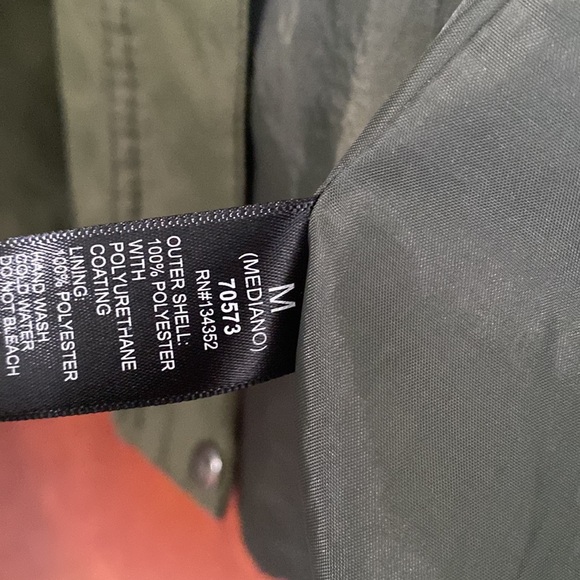 M
(MEDIANO)
70573
RN#134352
OUTER SHELL:
100% POLYESTER
WITH
POLYURETHANE
COATING
LINING:
100% POLYESTER
HAND WASH
COLD WATER
DO NOT BLEACH